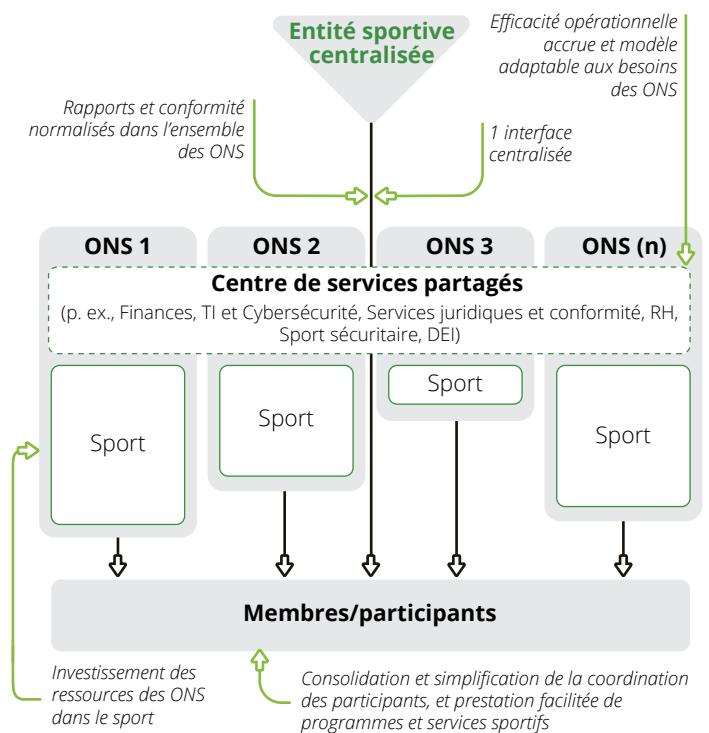 Entité sportive
centralisée
Efficacité opérationnelle
accrue et modèle
adaptable aux besoins
des ONS
Rapports et conformité
normalisés dans l'ensemble
des ONS
1 interface
centralisée
ONS 1
ONS 2
ONS 3
ONS (n)
Centre de services partagés
(p. ex., Finances, TI et Cybersécurité, Services juridiques et conformité, RH,
Sport sécuritaire, DEI)
Sport
Sport
Sport
Sport
Membres/participants
Investissement des
ressources des ONS
dans le sport
Consolidation et simplification de la coordination
des participants, et prestation facilitée de
programmes et services sportifs